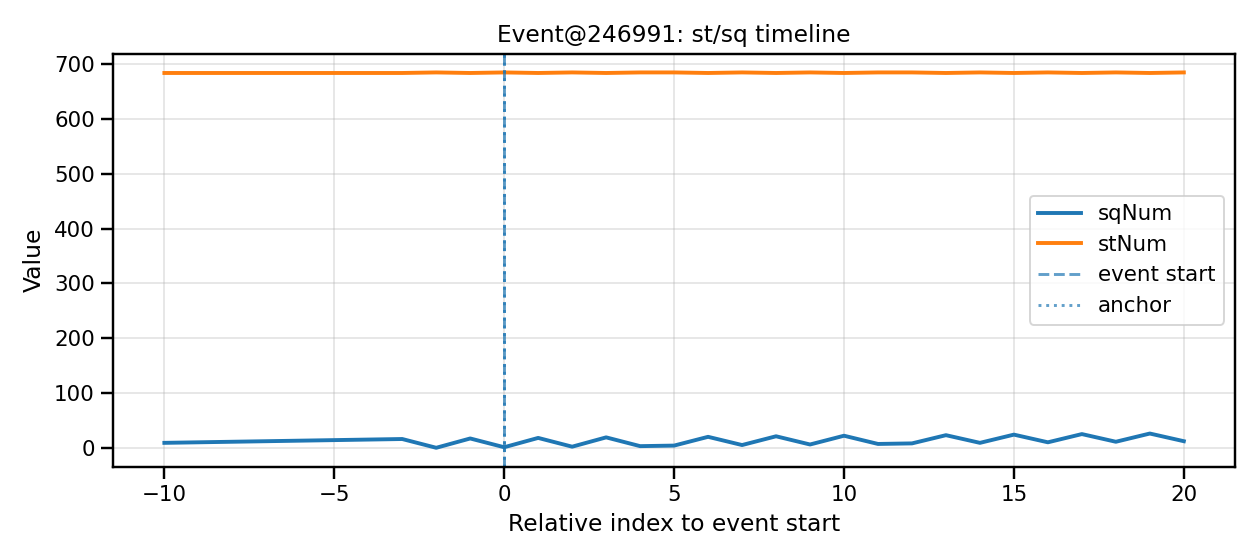 Event@246991: st/sq timeline
Value
700
600
500
400
300
200
100
0
sqNum
stNum
event start
anchor
−10
−5
0
5
10
15
20
Relative index to event start